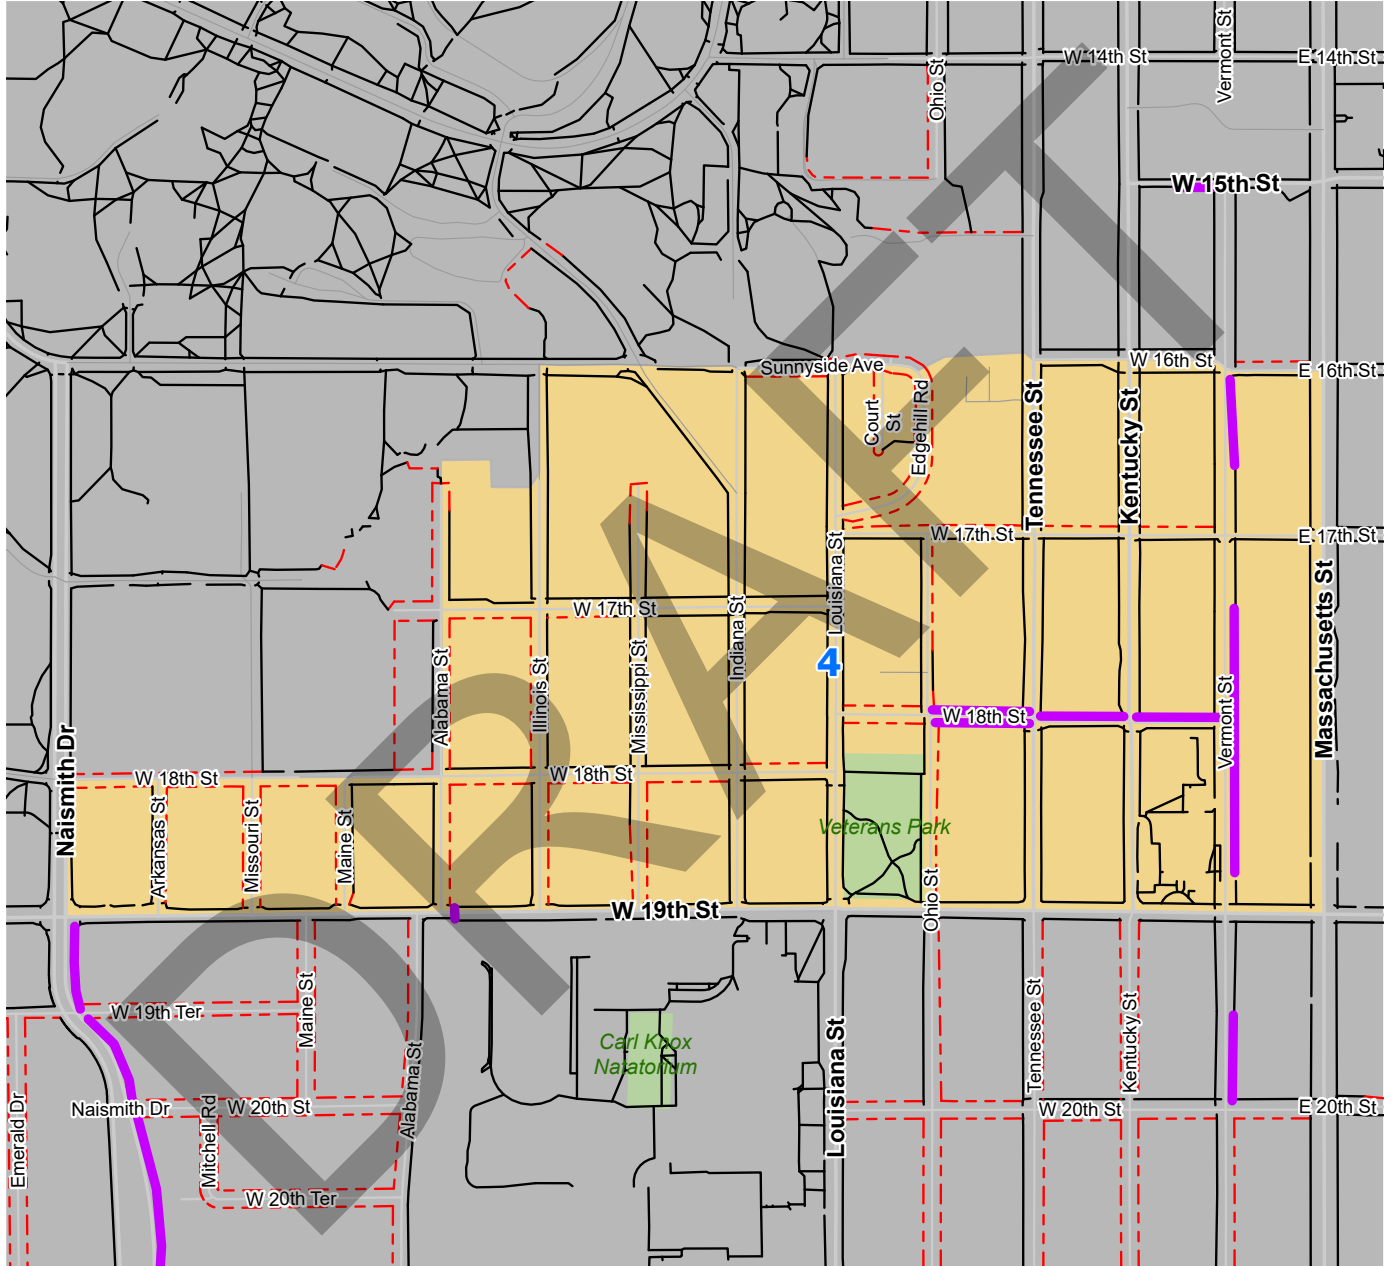 W 14th St
E 14th St
Ohio St
Vermont St
W 15th St
Sunnyside Ave
W 16th St
E 16th St
Court
St
Edgehill Rd
Tennessee St
Kentucky St
W 17th St
E 17th St
Louisiana St
W 17th St
Indiana St
Massachusetts St
4
Alabama St
Illinois St
Mississippi St
W 18th St
Vermont St
Naismith Dr
W 18th St
W 18th St
Arkansas St
Missouri St
Maine St
Veterans Park
W 19th St
Ohio St
Maine St
W 19th Ter
Tennessee St
Kentucky St
Louisiana St
Carl Knox
Natatorium
Alabama St
Emerald Dr
Naismith Dr
Mitchell Rd
W 20th St
W 20th St
E 20th St
W 20th Ter
DRAFT